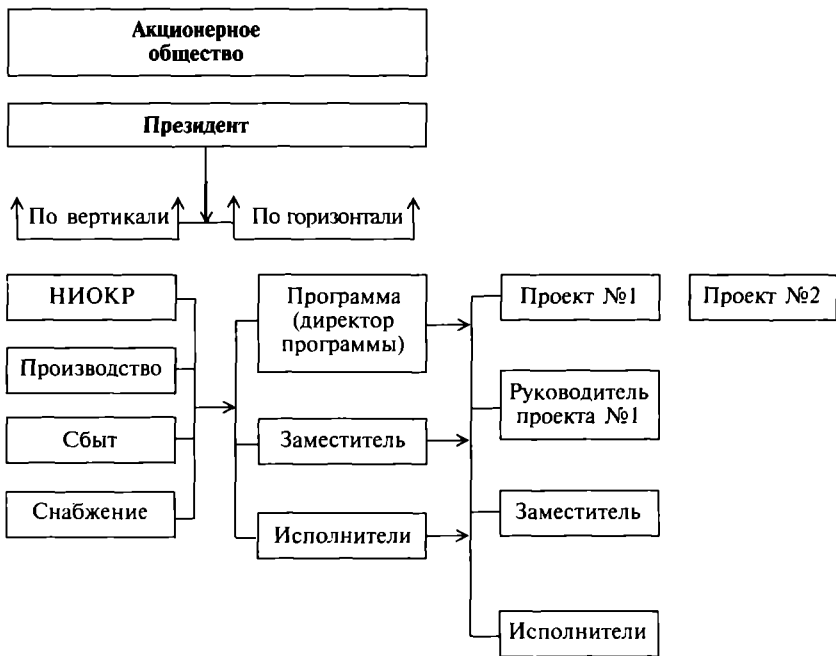 Акционерное
общество
Президент
По вертикали
По горизонтали
НИОКР
Производство
Сбыт
Снабжение
Программа
(директор
программы)
Заместитель
Исполнители
Проект №1
Проект №2
Руководитель
проекта №1
Заместитель
Исполнители